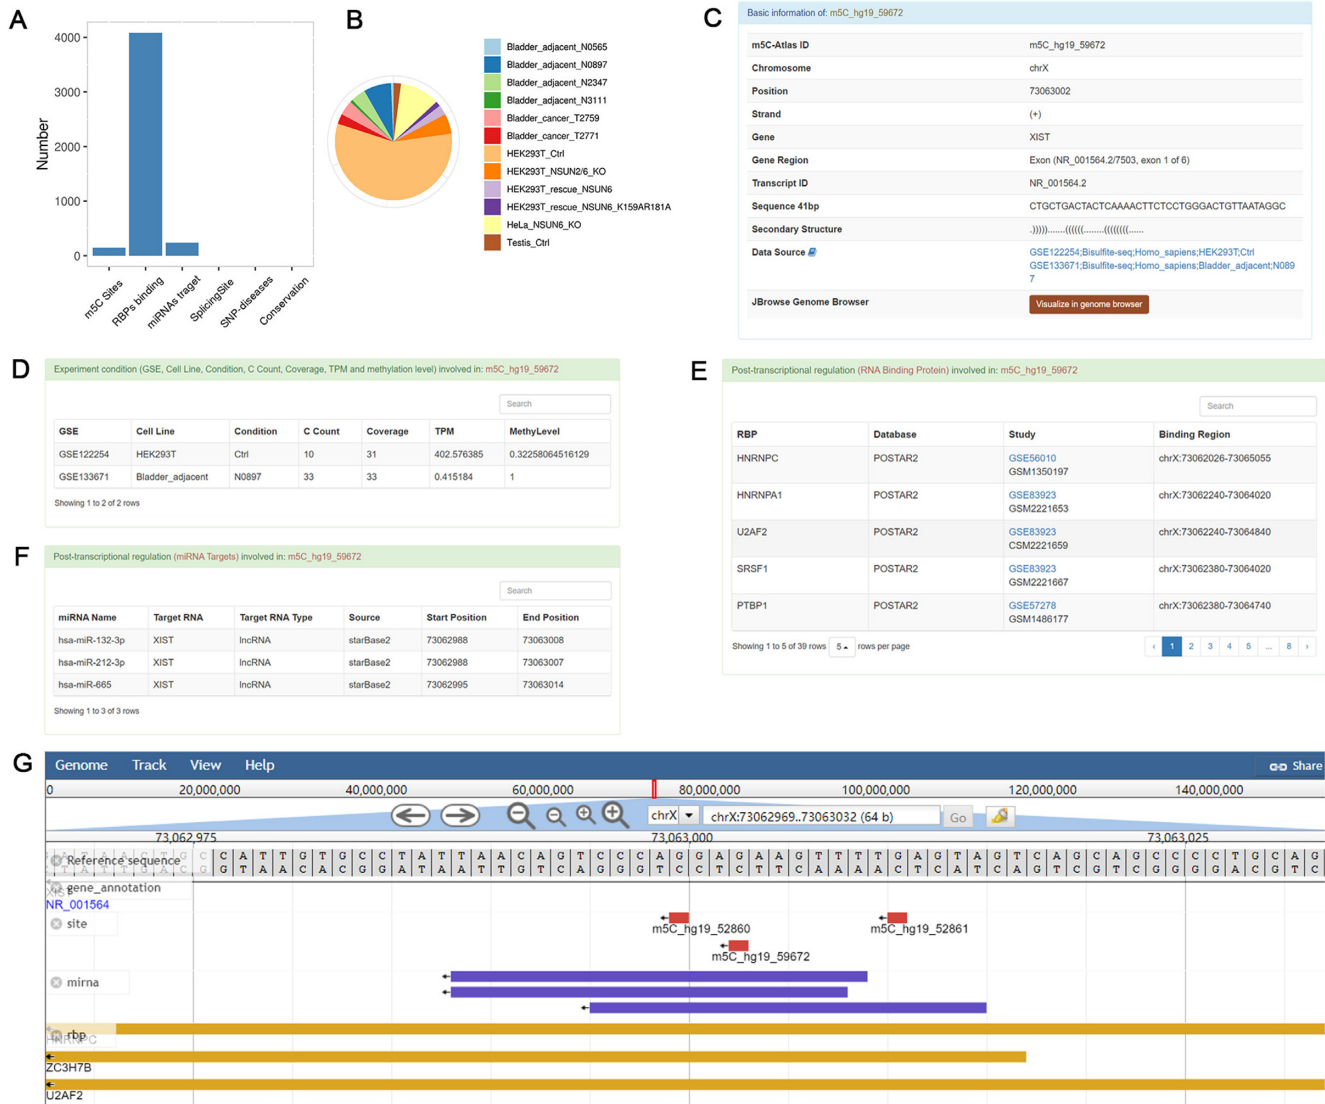 A
Number
4000
3000
2000
1000
0
m5C Sites
RBPs binding
miRNAs traget
SplicingSite
SNP-diseases
Conservation
B
Bladder_adjacent_N0565
Bladder_adjacent_N0897
Bladder_adjacent_N2347
Bladder_adjacent_N3111
Bladder_cancer_T2759
Bladder_cancer_T2771
HEK293T_Ctrl
HEK293T_NSUN2/6_KO
HEK293T_rescue_NSUN6
HEK293T_rescue_NSUN6_K159AR181A
HeLa_NSUN6_KO
Testis_Ctrl
C
Basic information of: m5C_hg19_59672
m5C-Atlas ID m5C_hg19_59672
Chromosome chrX
Position 73063002
Strand (+)
Gene XIST
Gene Region Exon (NR_001564.2/7503, exon 1 of 6)
Transcript ID NR_001564.2
Sequence 41bp CTGCTGACTACTCAAAACTTCTCCTGGGACTGTTAATAGGC
Secondary Structure .)))))).......((((((........((((((((......
Data Source GSE122254;Bisulfite-seq;Homo_sapiens;HEK293T;Ctrl
GSE133671;Bisulfite-seq;Homo_sapiens;Bladder_adjacent;N089
7
JBrowse Genome Browser Visualize in genome browser
D
Experiment condition (GSE, Cell Line, Condition, C Count, Coverage, TPM and methylation level) involved in: m5C_hg19_59672
Search
GSE Cell Line Condition C Count Coverage TPM MethyLevel
GSE122254 HEK293T Ctrl 10 31 402.576385 0.32258064516129
GSE133671 Bladder_adjacent N0897 33 33 0.415184 1
Showing 1 to 2 of 2 rows
E
Post-transcriptional regulation (RNA Binding Protein) involved in: m5C_hg19_59672
Search
RBP Database Study Binding Region
HNRNPC POSTAR2 GSE56010 chrX:73062026-73065055
GSM1350197
HNRNPA1 POSTAR2 GSE83923 chrX:73062240-73064020
GSM2221653
U2AF2 POSTAR2 GSE83923 chrX:73062240-73064840
CSM2221659
SRSF1 POSTAR2 GSE83923 chrX:73062380-73064020
GSM2221667
PTBP1 POSTAR2 GSE57278 chrX:73062380-73064740
GSM1486177
Showing 1 to 5 of 39 rows 5 rows per page ‹ 1 2 3 4 5 ... 8 ›
F
Post-transcriptional regulation (miRNA Targets) involved in: m5C_hg19_59672
Search
miRNA Name Target RNA Target RNA Type Source Start Position End Position
hsa-miR-132-3p XIST lncRNA starBase2 73062988 73063008
hsa-miR-212-3p XIST lncRNA starBase2 73062988 73063007
hsa-miR-665 XIST lncRNA starBase2 73062995 73063014
Showing 1 to 3 of 3 rows
G
Genome Track View Help Share
0 20,000,000 40,000,000 60,000,000 80,000,000 100,000,000 120,000,000 140,000,000
chrX chrX:73062969..73063032 (64 b) Go
73,062,975 73,063,000 73,063,025
Reference sequence
C A T T G T G C C T A T T A A C A G T C C C A G G A G A A G T T T T G A G T A G T C A G C A G C C C C T G C A G
G T A A C A C G G A T A A T T G T C A G G G T C C T C T T C A A A A C T C A T C A G T C G T C G G G G A C G T C
gene_annotation
NR_001564
site
m5C_hg19_52860 m5C_hg19_52861
m5C_hg19_59672
mirna
rbp
HNRNPC
ZC3H7B
U2AF2